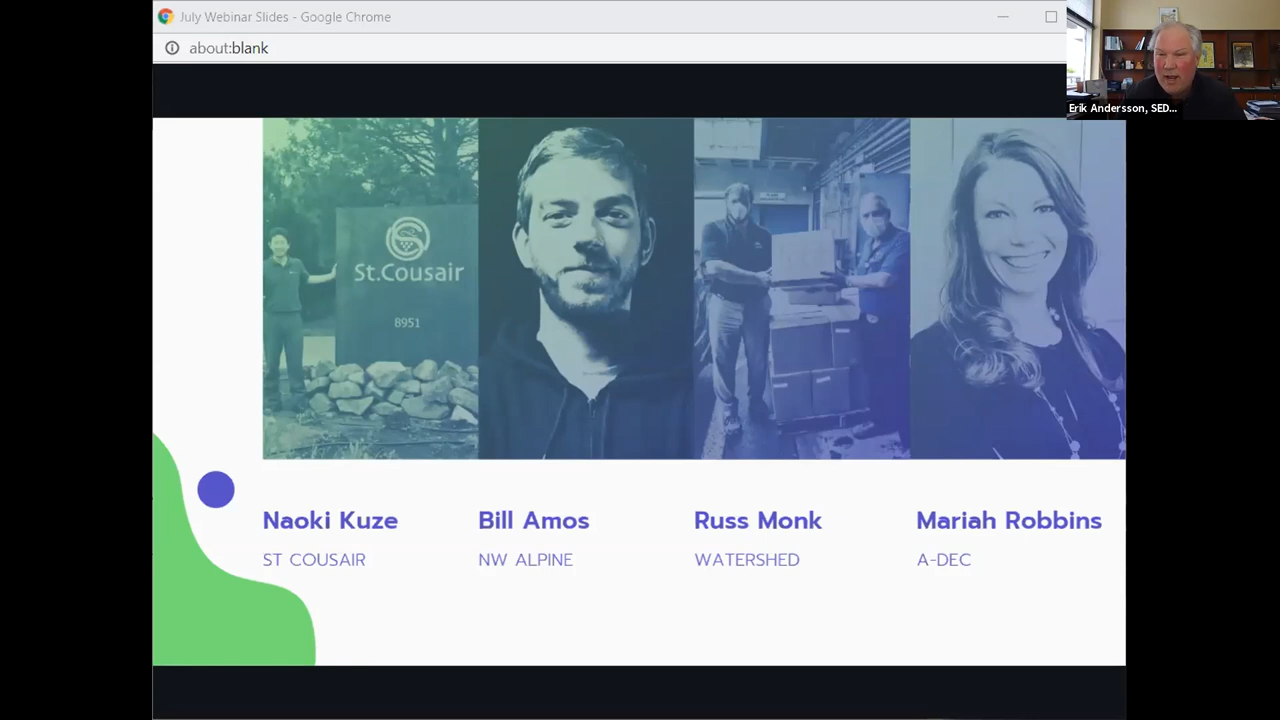 July Webinar Slides - Google Chrome
about:blank
Erik Andersson, SED...
St.Cousair
8951
Naoki Kuze
Bill Amos
Russ Monk
Mariah Robbins
ST COUSAIR
NW ALPINE
WATERSHED
A-DEC